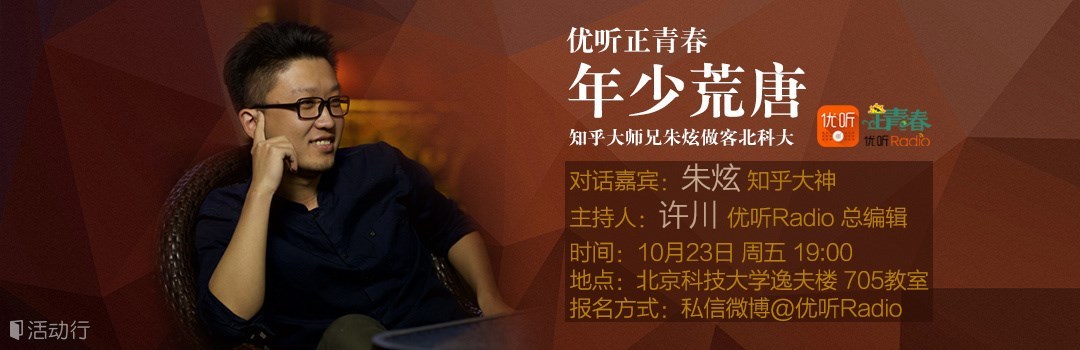 优听正青春
年少荒唐
知乎大师兄朱炫做客北科大
优听
正青春
优听Radio
对话嘉宾：朱炫 知乎大神
主持人：许川 优听Radio 总编辑
时间：10月23日 周五 19:00
地点：北京科技大学逸夫楼 705教室
报名方式：私信微博@优听Radio
活动行